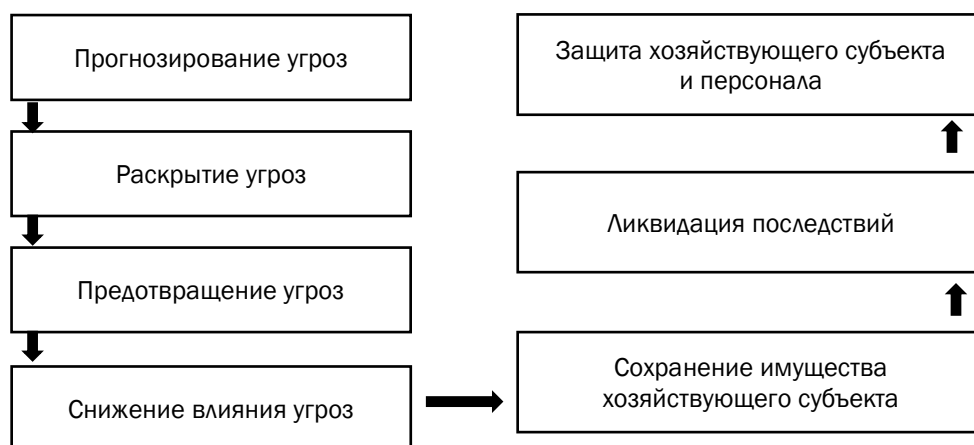 Прогнозирование угроз
Раскрытие угроз
Предотвращение угроз
Снижение влияния угроз
Сохранение имущества
хозяйствующего субъекта
Ликвидация последствий
Защита хозяйствующего субъекта
и персонала